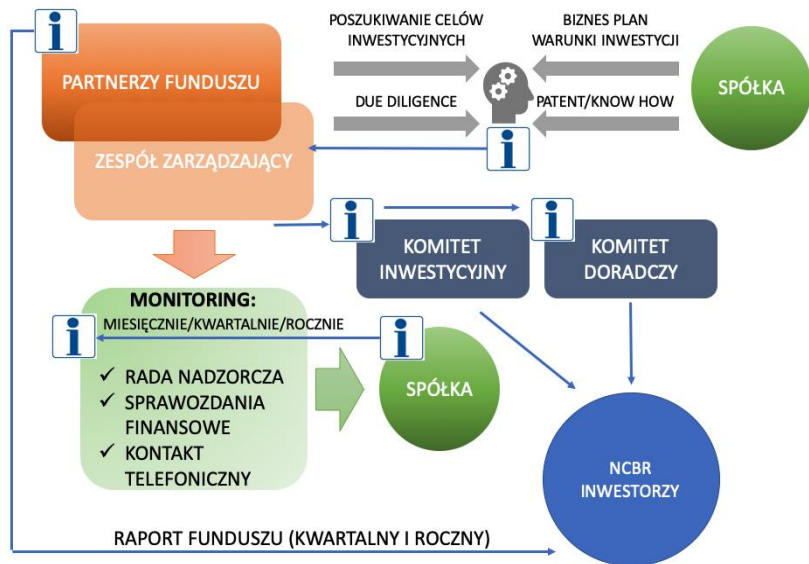 i
PARTNERZY FUNDUSZU
POSZUKIWANIE CELÓW
INWESTYCYJNYCH
BIZNES PLAN
WARUNKI INWESTYCJI
SPÓŁKA
DUE DILIGENCE
PATENT/KNOW HOW
i
ZESPÓŁ ZARZĄDZAJĄCY
i
KOMITET
INWESTYCYJNY
i
KOMITET
DORADCZY
MONITORING:
MIESIĘCZNIE/KWARTALNIE/ROCZNIE
i
i
✓ RADA NADZORCZA
✓ SPRAWOZDANIA
FINANSOWE
✓ KONTAKT
TELEFONICZNY
SPÓŁKA
NCBR
INWESTORZY
RAPORT FUNDUSZU (KWARTALNY I ROCZNY)